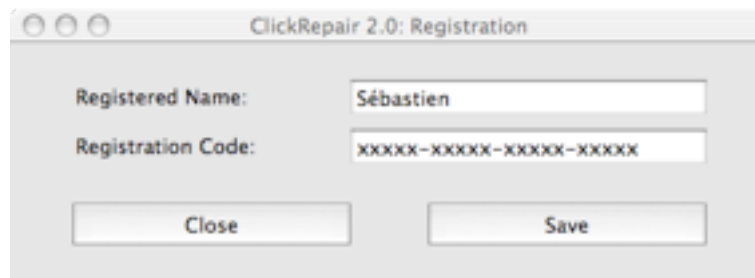 ClickRepair 2.0: Registration
Registered Name: Sébastien
Registration Code: xxxxx-xxxxx-xxxxx-xxxxx
Close Save